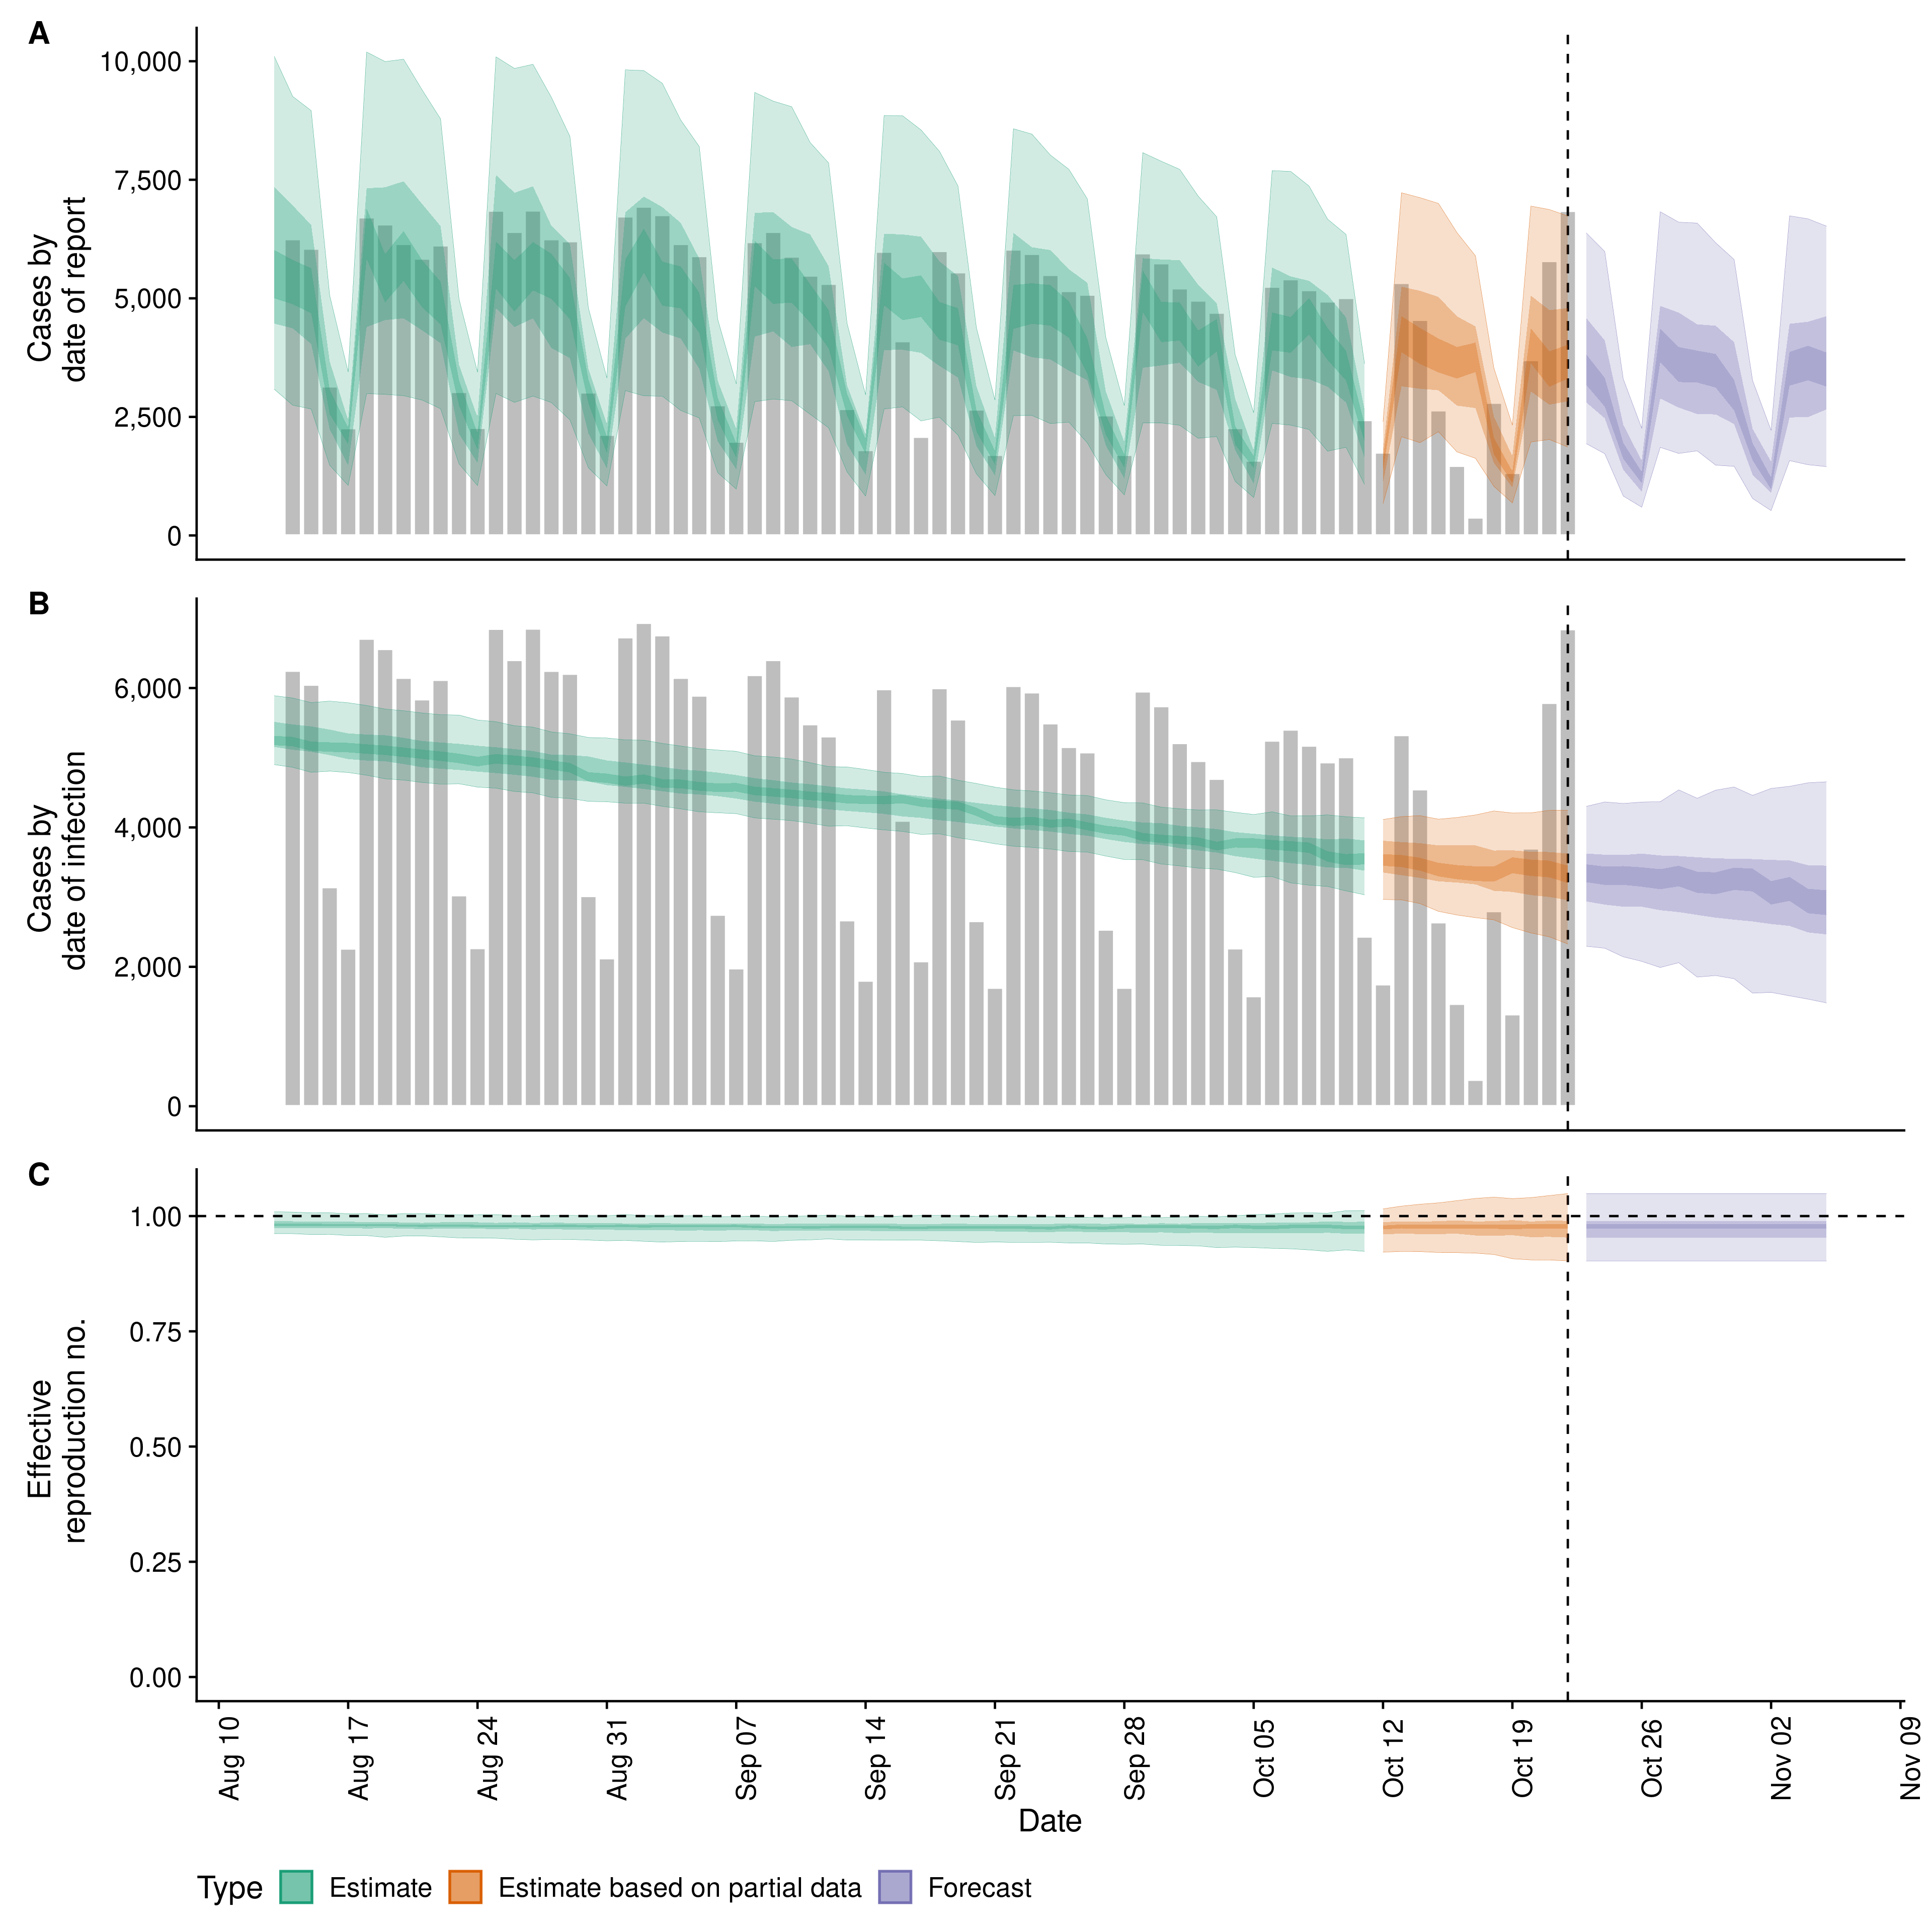 A
Cases by
date of report
10,000
7,500
5,000
2,500
0
B
Cases by
date of infection
6,000
4,000
2,000
0
C
Effective
reproduction no.
1.00
0.75
0.50
0.25
0.00
Aug 10
Aug 17
Aug 24
Aug 31
Sep 07
Sep 14
Sep 21
Sep 28
Oct 05
Oct 12
Oct 19
Oct 26
Nov 02
Nov 09
Date
Type Estimate Estimate based on partial data Forecast